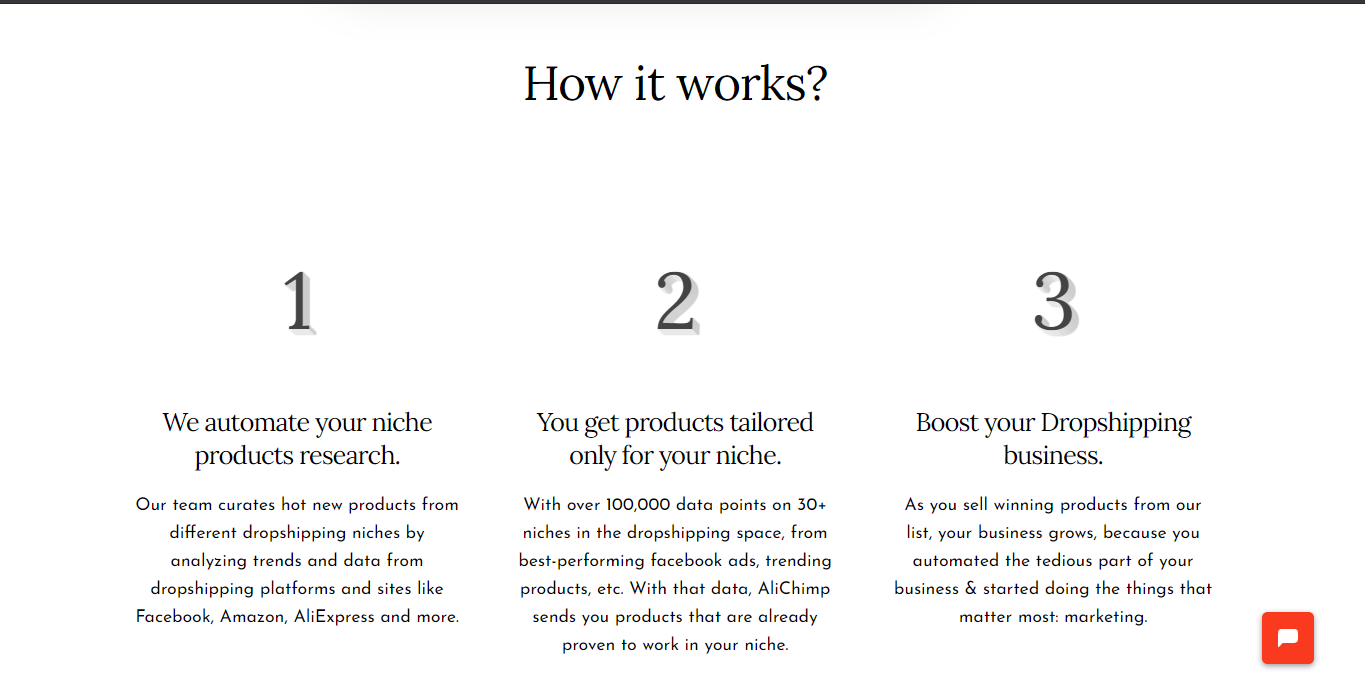 How it works?
1
We automate your niche
products research.
Our team curates hot new products from
different dropshipping niches by
analyzing trends and data from
dropshipping platforms and sites like
Facebook, Amazon, AliExpress and more.
2
You get products tailored
only for your niche.
With over 100,000 data points on 30+
niches in the dropshipping space, from
best-performing facebook ads, trending
products, etc. With that data, AliChimp
sends you products that are already
proven to work in your niche.
3
Boost your Dropshipping
business.
As you sell winning products from our
list, your business grows, because you
automated the tedious part of your
business & started doing the things that
matter most: marketing.